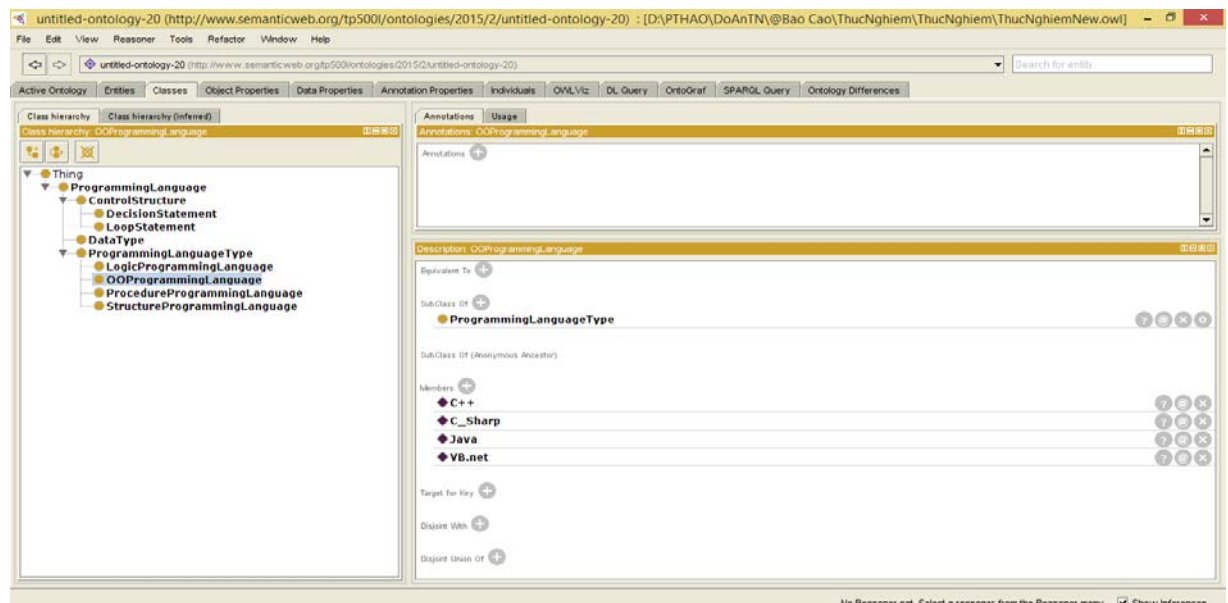 untitled-ontology-20 (http://www.semanticweb.org/tp500l/ontologies/2015/2/untitled-ontology-20) : [D:\PTHAO\DoAnTN\@Bao Cao\ThucNghiem\ThucNghiem\ThucNghiemNew.owl]
File Edit View Reasoner Tools Refactor Window Help
untitled-ontology-20 (http://www.semanticweb.org/tp500l/ontologies/2015/2/untitled-ontology-20)
Search for entity
Active Ontology Entities Classes Object Properties Data Properties Annotation Properties Individuals OWLViz DL Query OntoGraf SPARQL Query Ontology Differences
Class hierarchy Class hierarchy (inferred)
Class hierarchy: OOProgrammingLanguage
Thing
ProgrammingLanguage
ControlStructure
DecisionStatement
LoopStatement
DataType
ProgrammingLanguageType
LogicProgrammingLanguage
OOProgrammingLanguage
ProcedureProgrammingLanguage
StructureProgrammingLanguage
Annotations Usage
Annotations: OOProgrammingLanguage
Annotations
Description: OOProgrammingLanguage
Equivalent To
SubClass Of
ProgrammingLanguageType
SubClass Of (Anonymous Ancestor)
Members
C++
C_Sharp
Java
VB.net
Target for Key
Disjoint With
Disjoint Union Of
No Reasoner set. Select a reasoner from the Reasoner menu Show Inferences